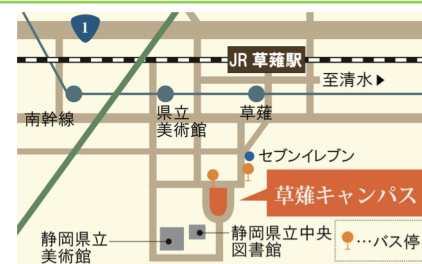 1
JR 草薙駅
至清水▶
南幹線
県立
美術館
草薙
セブンイレブン
草薙キャンパス
静岡県立
美術館
静岡県立中央
図書館
…バス停